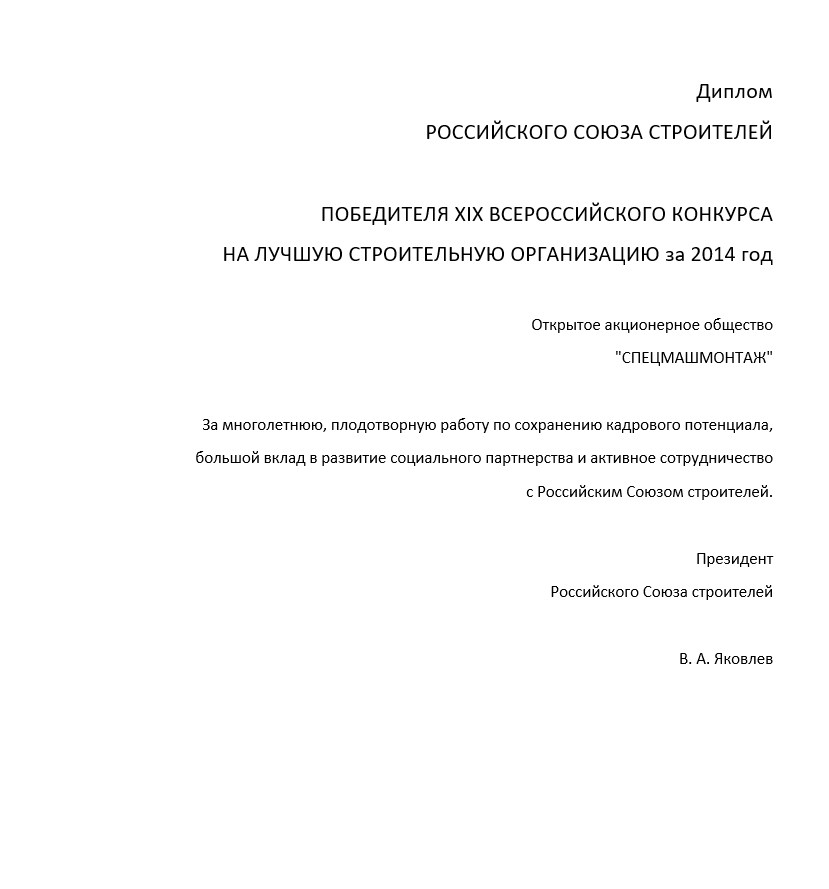 Диплом
РОССИЙСКОГО СОЮЗА СТРОИТЕЛЕЙ
ПОБЕДИТЕЛЯ XIX ВСЕРОССИЙСКОГО КОНКУРСА
НА ЛУЧШУЮ СТРОИТЕЛЬНУЮ ОРГАНИЗАЦИЮ за 2014 год
Открытое акционерное общество
"СПЕЦМАШМОНТАЖ"
За многолетнюю, плодотворную работу по сохранению кадрового потенциала,
большой вклад в развитие социального партнерства и активное сотрудничество
с Российским Союзом строителей.
Президент
Российского Союза строителей
В. А. Яковлев